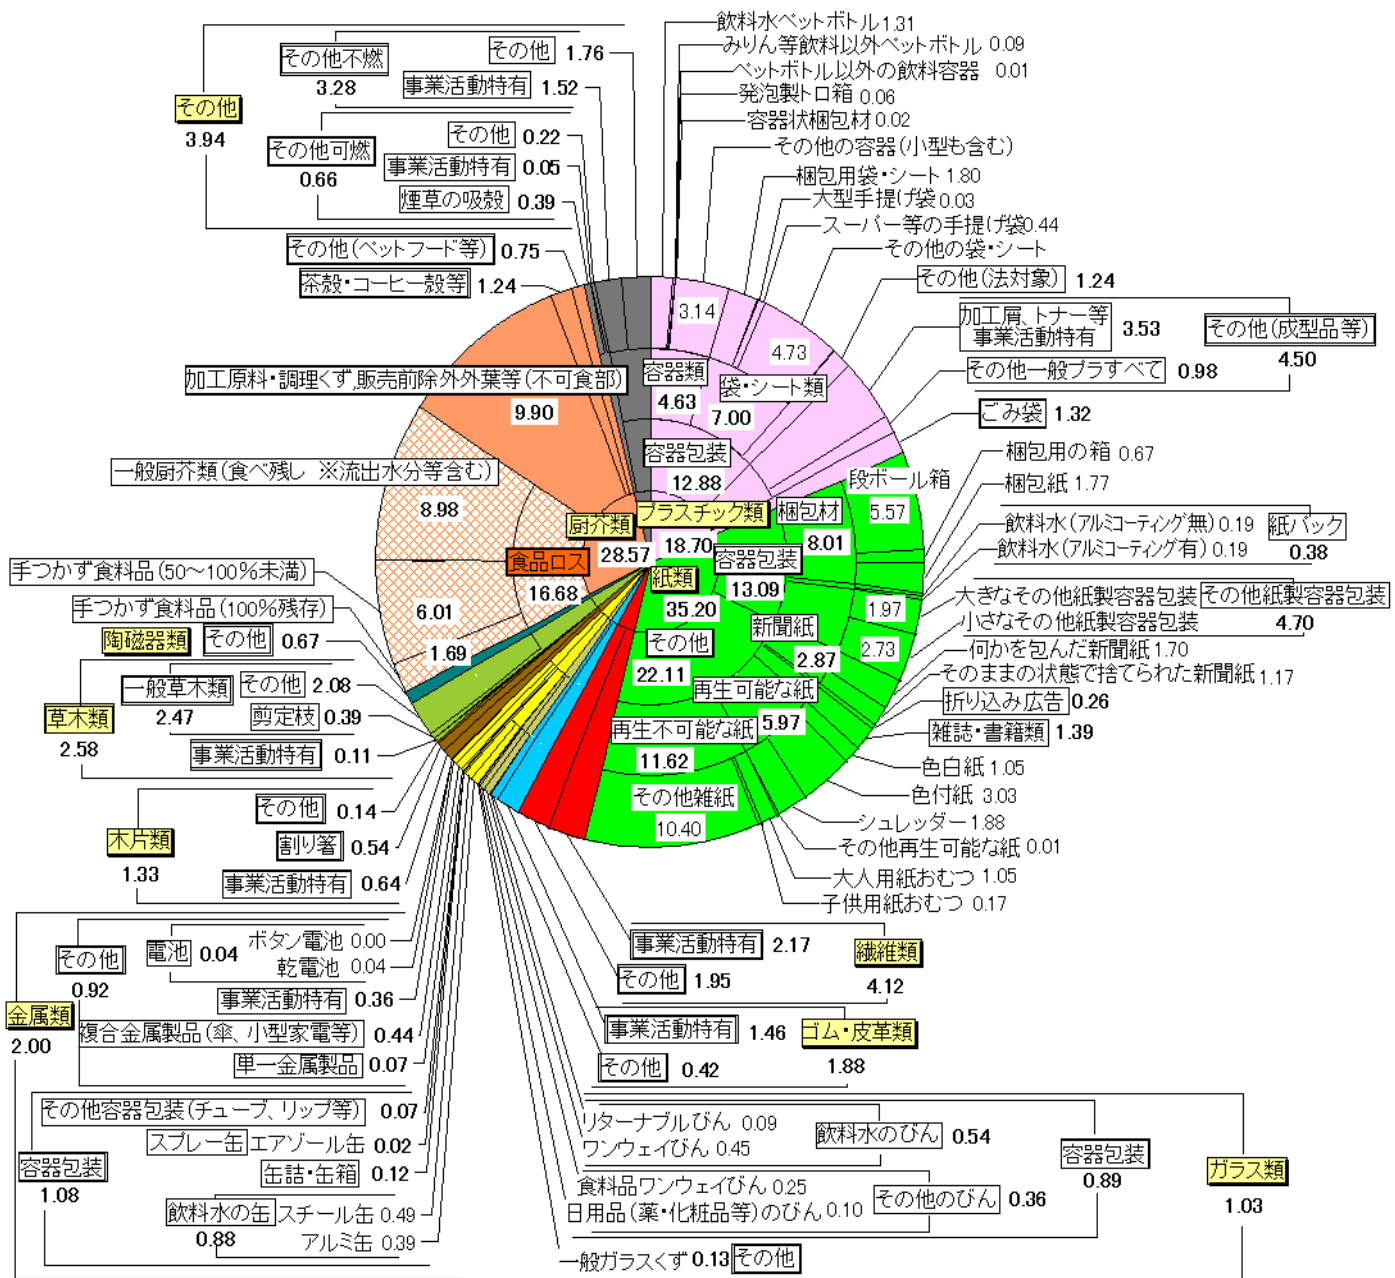 飲料水ペットボトル 1.31
みりん等飲料以外ペットボトル 0.09
ペットボトル以外の飲料容器 0.01
発泡製トロ箱 0.06
容器状梱包材 0.02
その他の容器(小型も含む)
3.14
梱包用袋・シート 1.80
大型手提げ袋 0.03
スーパー等の手提げ袋 0.44
その他の袋・シート
4.73
その他(法対象) 1.24
加工屑、トナー等
事業活動特有 3.53
その他(成型品等)
4.50
その他一般プラすべて 0.98
ごみ袋 1.32
容器類
4.63
袋・シート類
7.00
容器包装
12.88
プラスチック類
18.70
その他
3.94
その他不燃
3.28
その他 1.76
事業活動特有 1.52
その他可燃
0.66
その他 0.22
事業活動特有 0.05
煙草の吸殻 0.39
その他(ペットフード等) 0.75
茶殻・コーヒー殻等 1.24
加工原料・調理くず,販売前除外外葉等(不可食部)
9.90
一般厨芥類(食べ残し ※流出水分等含む)
8.98
厨芥類
28.57
食品ロス
16.68
手つかず食料品(50～100%未満)
6.01
手つかず食料品(100%残存)
1.69
陶磁器類
その他 0.67
草木類
2.58
一般草木類
2.47
その他 2.08
剪定枝 0.39
事業活動特有 0.11
木片類
1.33
その他 0.14
割り箸 0.54
事業活動特有 0.64
金属類
2.00
その他
0.92
電池 0.04
ボタン電池 0.00
乾電池 0.04
事業活動特有 0.36
複合金属製品(傘、小型家電等) 0.44
単一金属製品 0.07
容器包装
1.08
その他容器包装(チューブ、リップ等) 0.07
スプレー缶 エアゾール缶 0.02
缶詰・缶箱 0.12
飲料水の缶
0.88
スチール缶 0.49
アルミ缶 0.39
紙類
35.20
容器包装
13.09
梱包材
8.01
段ボール箱
5.57
梱包用の箱 0.67
梱包紙 1.77
飲料水(アルミコーティング無) 0.19
飲料水(アルミコーティング有) 0.19
紙パック
0.38
大きなその他紙製容器包装
1.97
小さなその他紙製容器包装
2.73
その他紙製容器包装
4.70
その他
22.11
新聞紙
2.87
何かを包んだ新聞紙 1.70
そのままの状態で捨てられた新聞紙 1.17
折り込み広告 0.26
雑誌・書籍類 1.39
再生可能な紙
5.97
色白紙 1.05
色付紙 3.03
シュレッダー 1.88
その他再生可能な紙 0.01
再生不可能な紙
11.62
大人用紙おむつ 1.05
子供用紙おむつ 0.17
その他雑紙
10.40
繊維類
4.12
事業活動特有 2.17
その他 1.95
ゴム・皮革類
1.88
事業活動特有 1.46
その他 0.42
ガラス類
1.03
容器包装
0.89
飲料水のびん 0.54
リターナブルびん 0.09
ワンウェイびん 0.45
その他のびん 0.36
食料品ワンウェイびん 0.25
日用品(薬・化粧品等)のびん 0.10
一般ガラスくず 0.13 その他